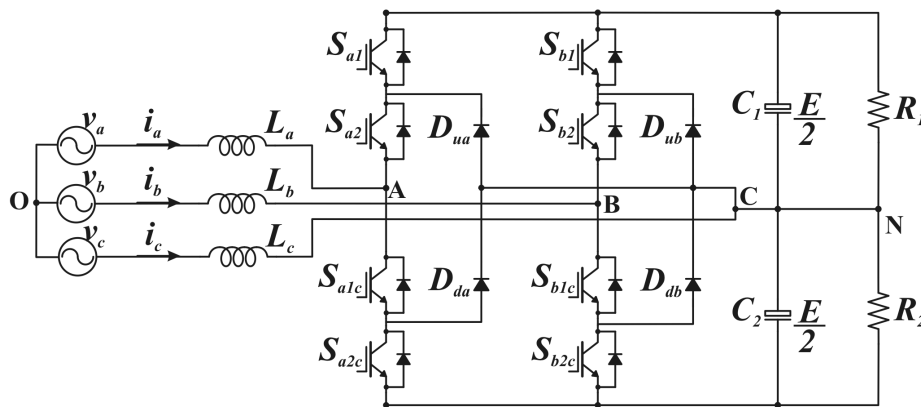 S_a1
S_b1
C_1
E/2
R_1
v_a
i_a
L_a
S_a2
D_ua
S_b2
D_ub
O
v_b
i_b
L_b
A
B
C
N
v_c
i_c
L_c
S_a1c
D_da
S_b1c
D_db
C_2
E/2
R_2
S_a2c
S_b2c